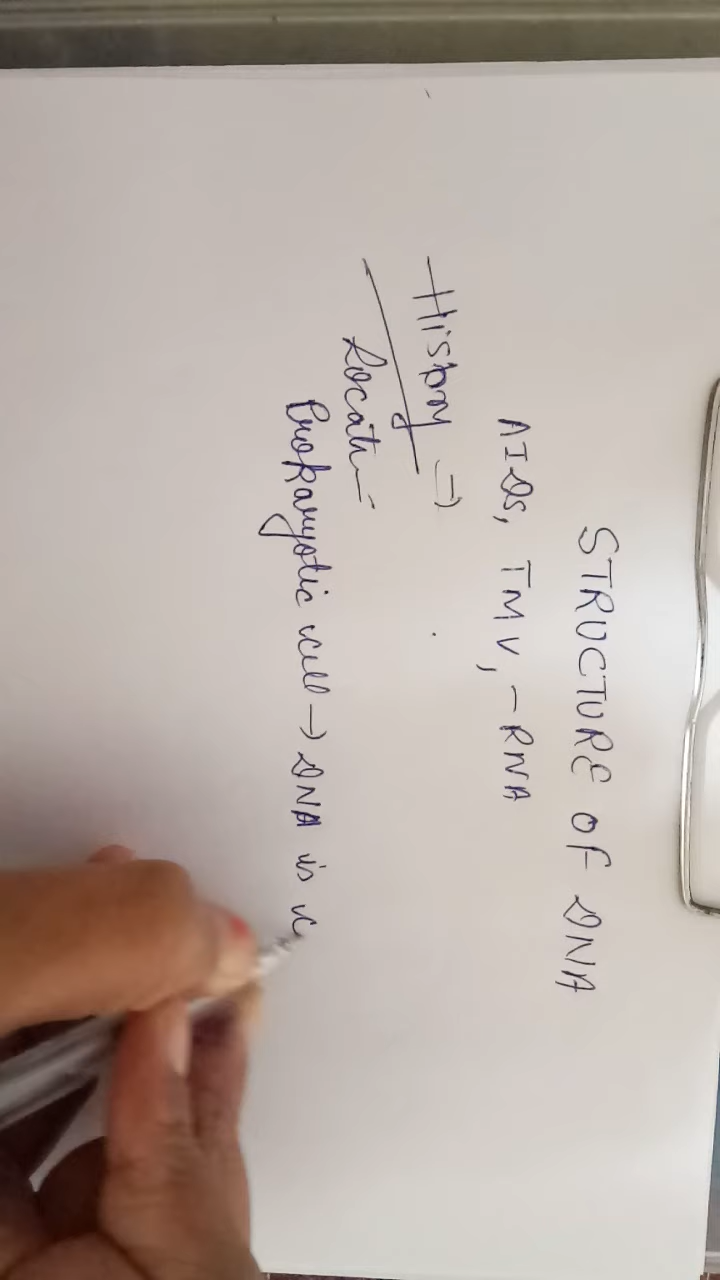 STRUCTURE OF DNA
AIDs, TMV, - RNA
History =>
Locatn
Prokaryotic cell → DNA is c